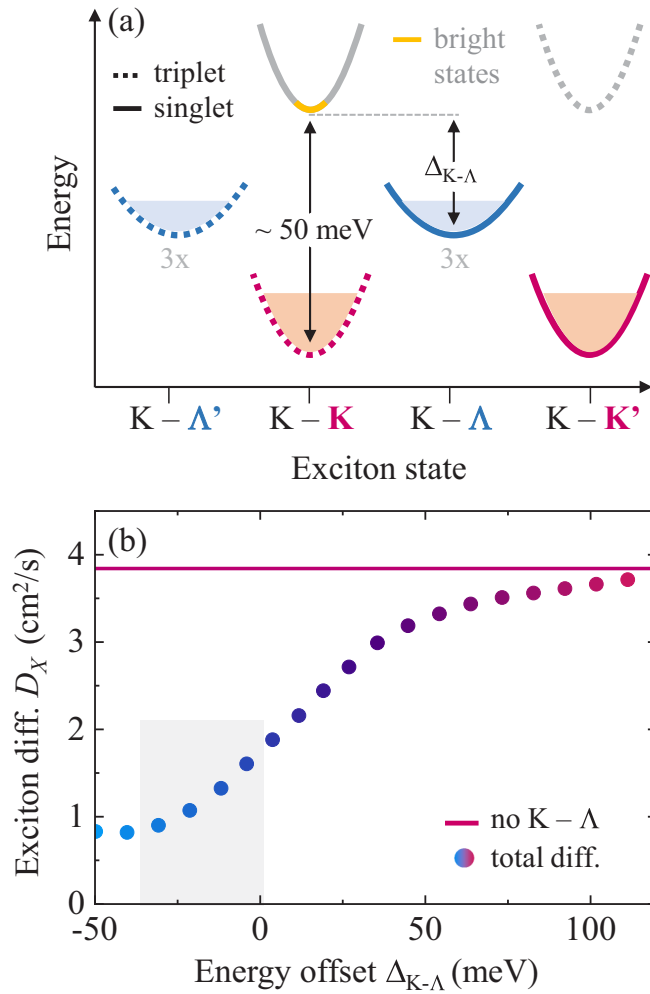 (a)
bright
states
triplet
singlet
Δ_K-Λ
~ 50 meV
3x
3x
Energy
K – Λ’
K – K
K – Λ
K – K’
Exciton state
(b)
4
3
2
1
0
Exciton diff. D_X (cm²/s)
no K – Λ
total diff.
-50
0
50
100
Energy offset Δ_K-Λ (meV)